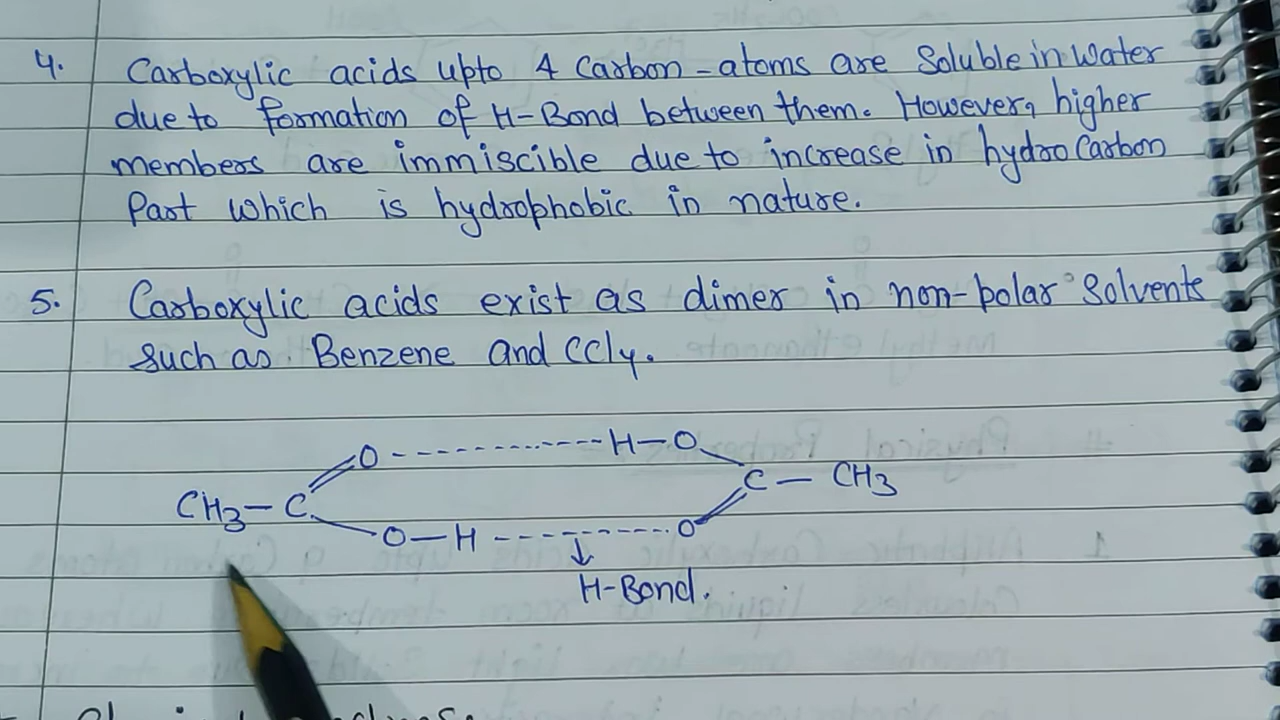 4. Carboxylic acids upto 4 Carbon-atoms are Soluble in Water
due to formation of H-Bond between them. However, higher
members are immiscible due to increase in hydrocarbon
Part which is hydrophobic in nature.
5. Carboxylic acids exist as dimer in non-polar Solvents
such as Benzene and CCl4.
O ---------- H-O
CH3-C C-CH3
O-H ---------- O
H-Bond.